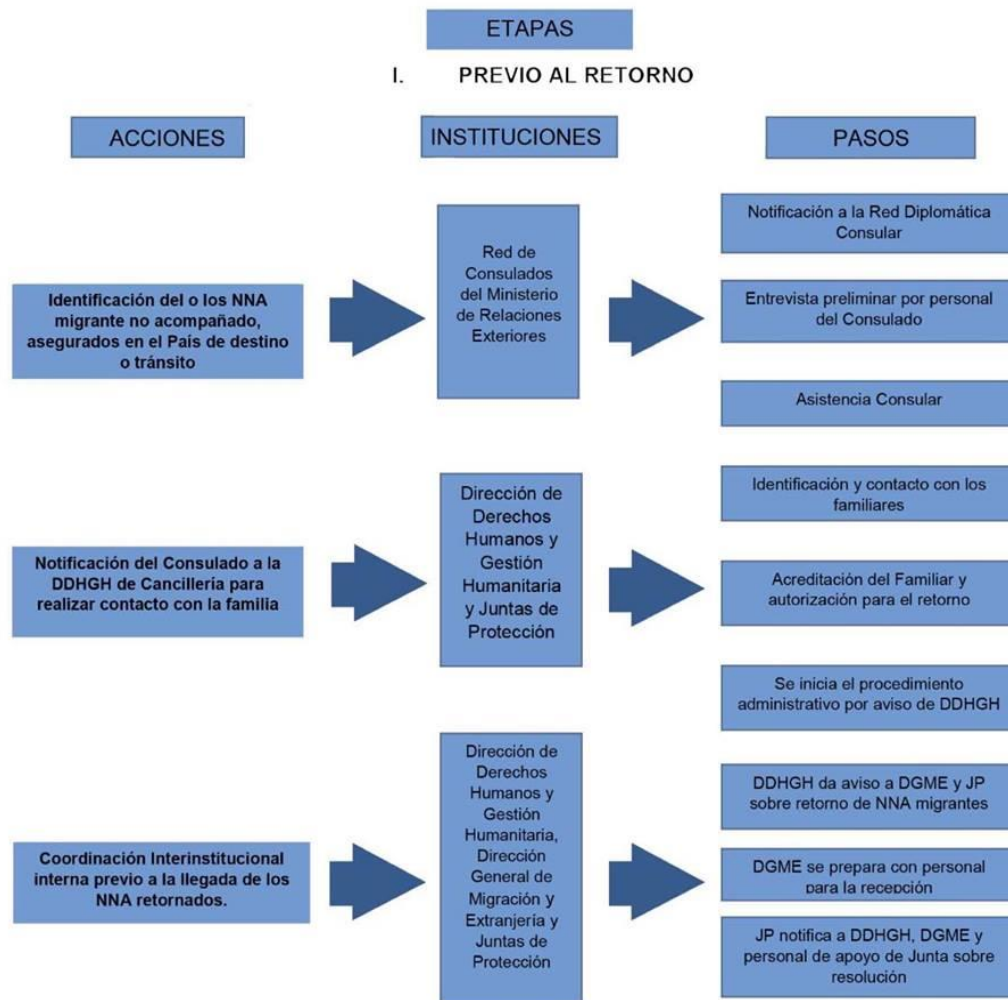 ETAPAS
I. PREVIO AL RETORNO
ACCIONES
INSTITUCIONES
PASOS
Identificación del o los NNA
migrante no acompañado,
asegurados en el País de destino
o tránsito
Red de
Consulados
del Ministerio
de Relaciones
Exteriores
Notificación a la Red Diplomática
Consular
Entrevista preliminar por personal
del Consulado
Asistencia Consular
Notificación del Consulado a la
DDHGH de Cancillería para
realizar contacto con la familia
Dirección de
Derechos
Humanos y
Gestión
Humanitaria
y Juntas de
Protección
Identificación y contacto con los
familiares
Acreditación del Familiar y
autorización para el retorno
Se inicia el procedimiento
administrativo por aviso de DDHGH
Coordinación Interinstitucional
interna previo a la llegada de los
NNA retornados.
Dirección de
Derechos
Humanos y
Gestión
Humanitaria,
Dirección
General de
Migración y
Extranjería y
Juntas de
Protección
DDHGH da aviso a DGME y JP
sobre retorno de NNA migrantes
DGME se prepara con personal
para la recepción
JP notifica a DDHGH, DGME y
personal de apoyo de Junta sobre
resolución